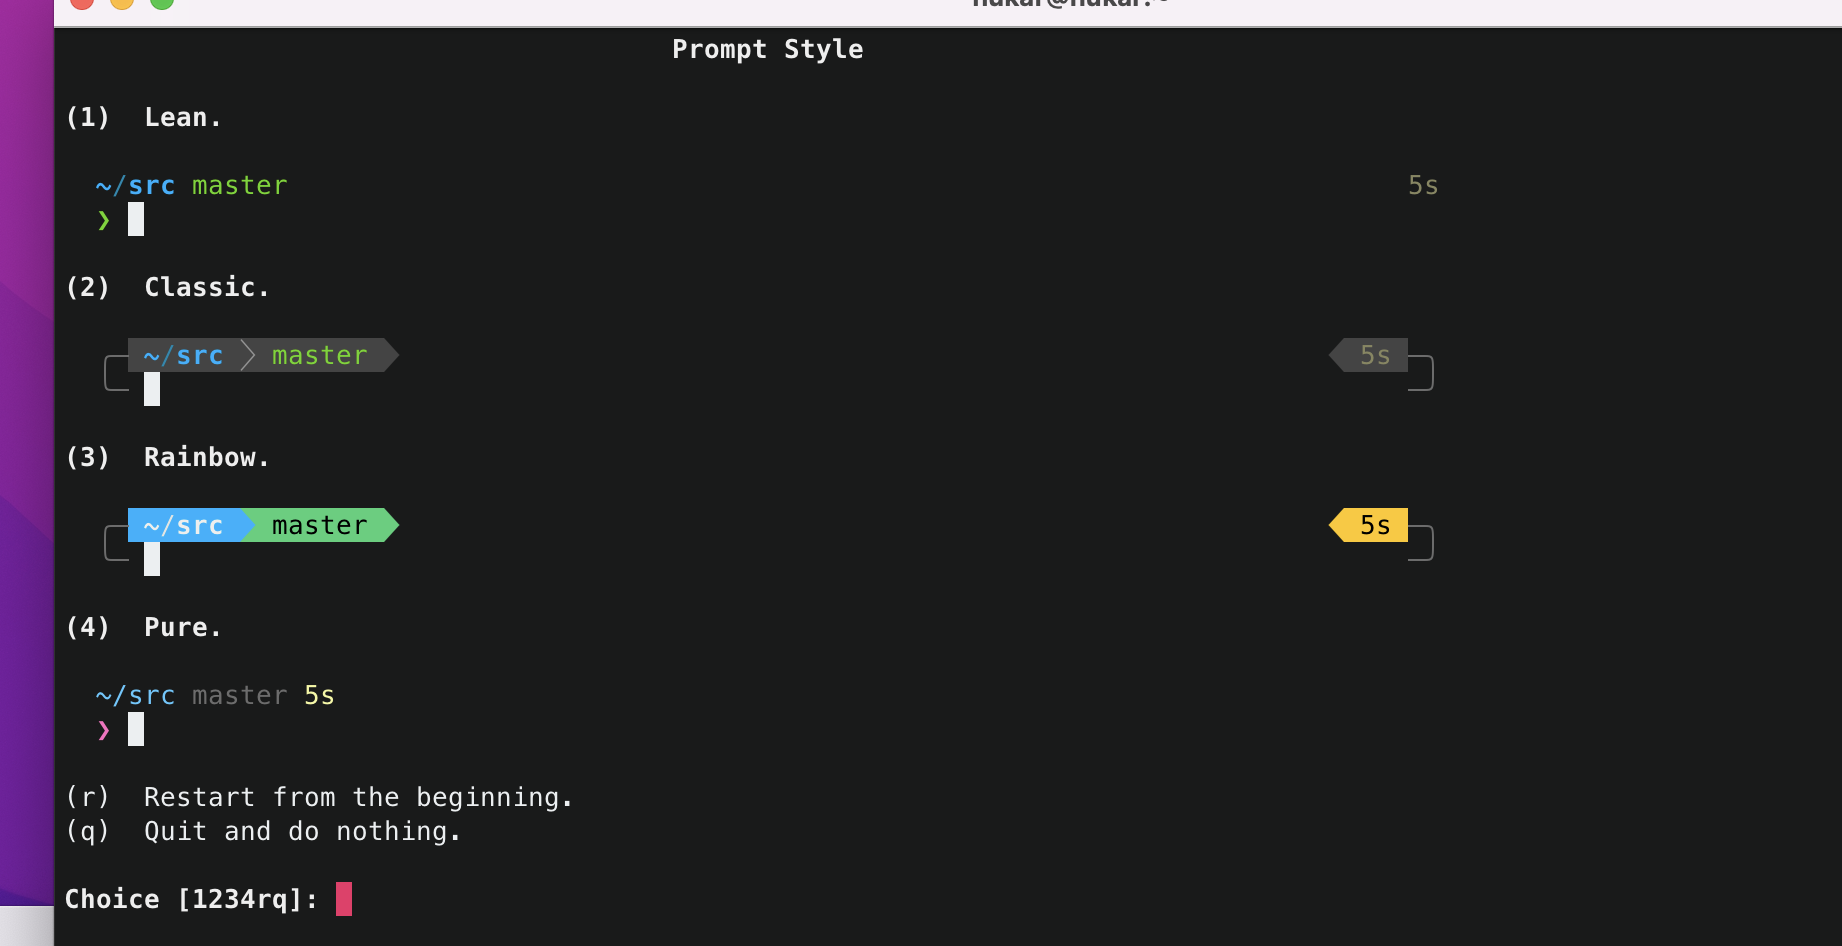 Prompt Style
(1) Lean.
~/src master 5s
❯
(2) Classic.
~/src master 5s
(3) Rainbow.
~/src master 5s
(4) Pure.
~/src master 5s
❯
(r) Restart from the beginning.
(q) Quit and do nothing.
Choice [1234rq]: